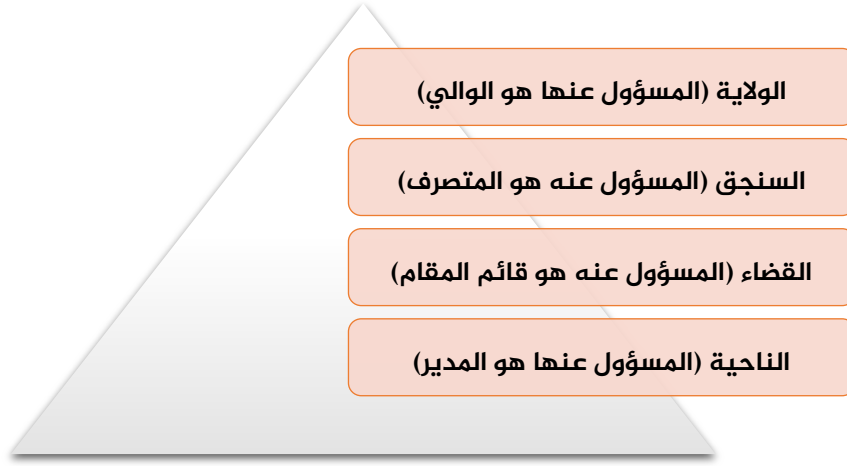 الولاية (المسؤول عنها هو الوالي)
السنجق (المسؤول عنه هو المتصرف)
القضاء (المسؤول عنه هو قائم المقام)
الناحية (المسؤول عنها هو المدير)